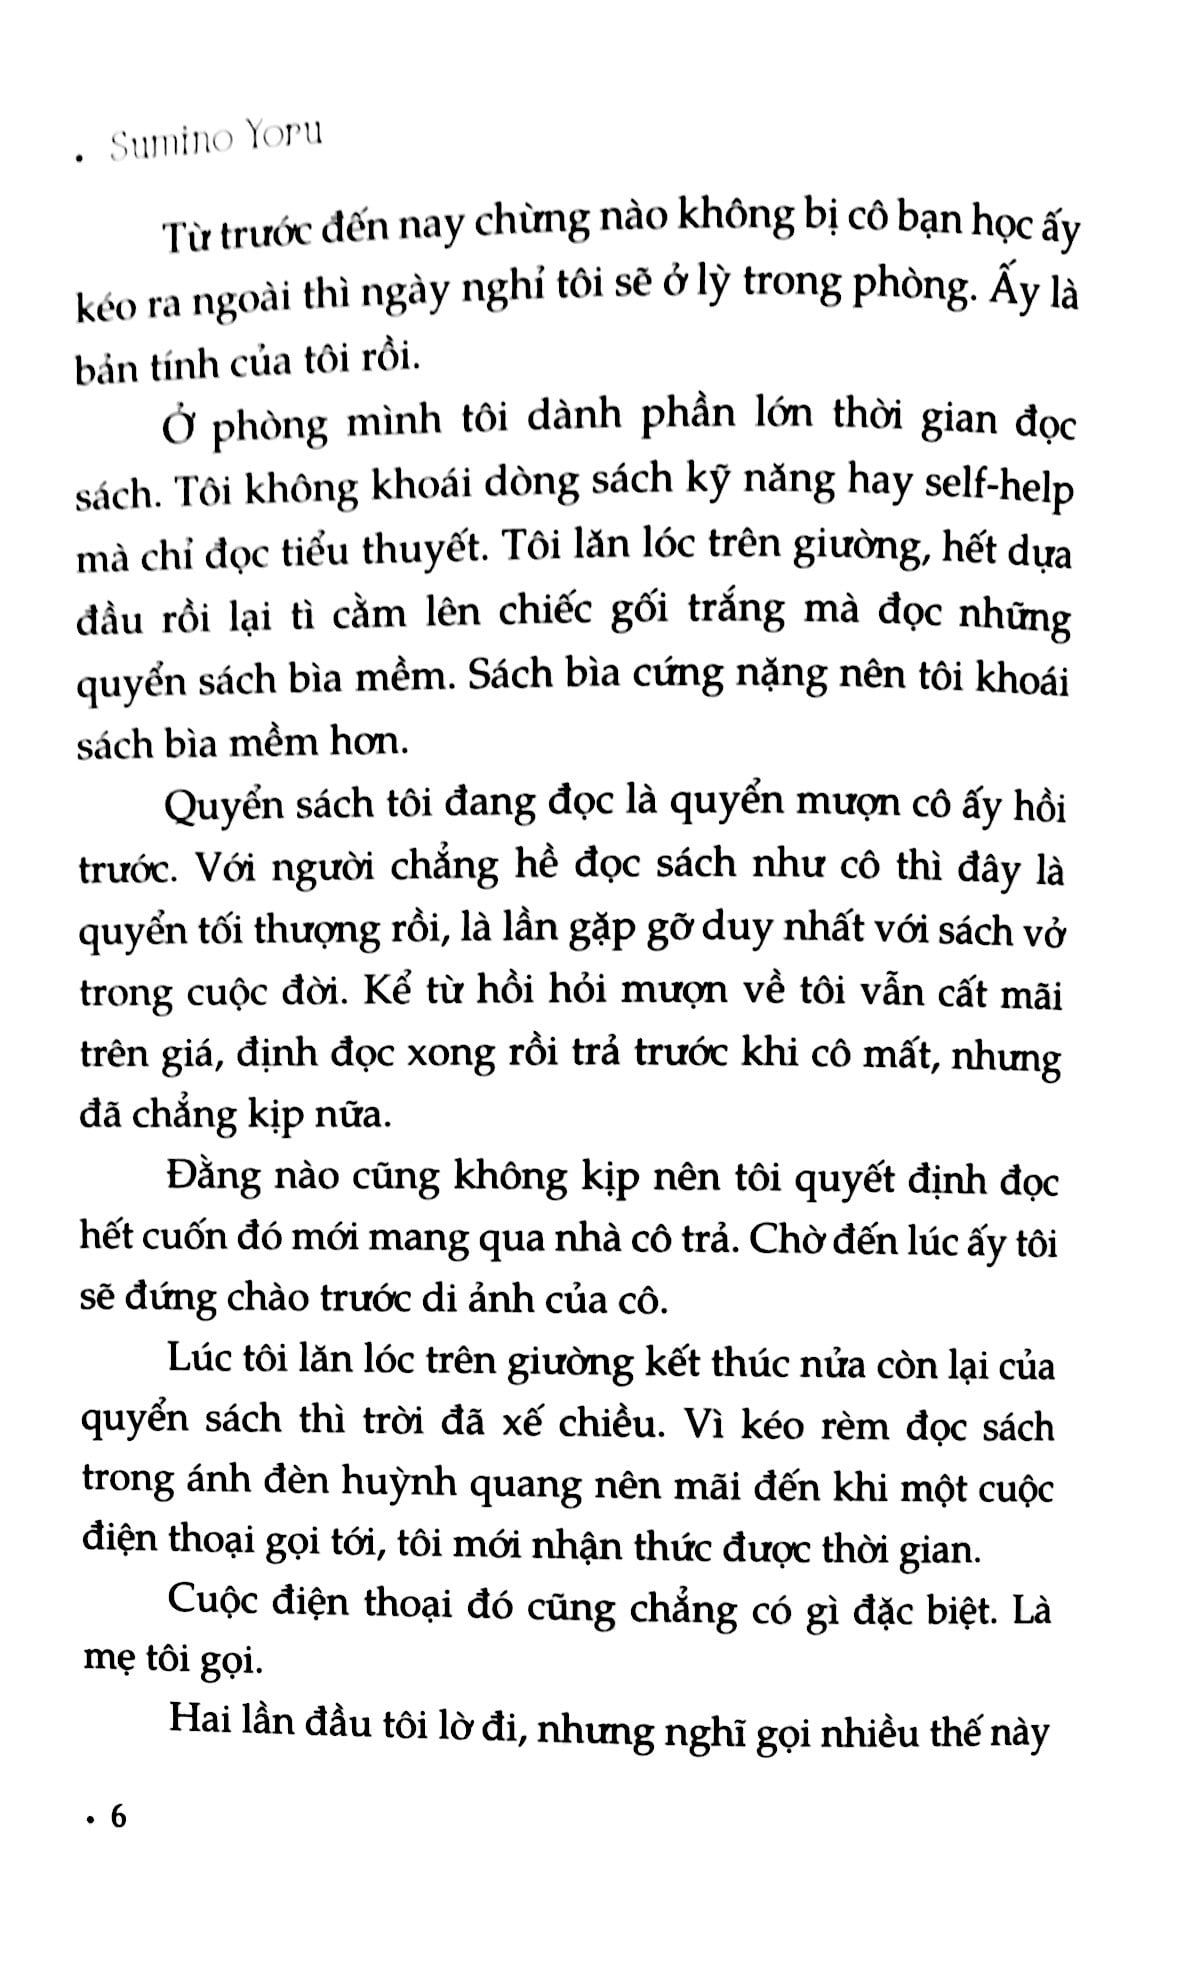 • Sumino Yoru
Từ trước đến nay chừng nào không bị cô bạn học ấy
kéo ra ngoài thì ngày nghỉ tôi sẽ ở lỳ trong phòng. Ấy là
bản tính của tôi rồi.
Ở phòng mình tôi dành phần lớn thời gian đọc
sách. Tôi không khoái dòng sách kỹ năng hay self-help
mà chỉ đọc tiểu thuyết. Tôi lăn lóc trên giường, hết dựa
đầu rồi lại tì cằm lên chiếc gối trắng mà đọc những
quyển sách bìa mềm. Sách bìa cứng nặng nên tôi khoái
sách bìa mềm hơn.
Quyển sách tôi đang đọc là quyển mượn cô ấy hồi
trước. Với người chẳng hề đọc sách như cô thì đây là
quyển tối thượng rồi, là lần gặp gỡ duy nhất với sách vở
trong cuộc đời. Kể từ hồi hỏi mượn về tôi vẫn cất mãi
trên giá, định đọc xong rồi trả trước khi cô mất, nhưng
đã chẳng kịp nữa.
Đằng nào cũng không kịp nên tôi quyết định đọc
hết cuốn đó mới mang qua nhà cô trả. Chờ đến lúc ấy tôi
sẽ đứng chào trước di ảnh của cô.
Lúc tôi lăn lóc trên giường kết thúc nửa còn lại của
quyển sách thì trời đã xế chiều. Vì kéo rèm đọc sách
trong ánh đèn huỳnh quang nên mãi đến khi một cuộc
điện thoại gọi tới, tôi mới nhận thức được thời gian.
Cuộc điện thoại đó cũng chẳng có gì đặc biệt. Là
mẹ tôi gọi.
Hai lần đầu tôi lờ đi, nhưng nghĩ gọi nhiều thế này
• 6